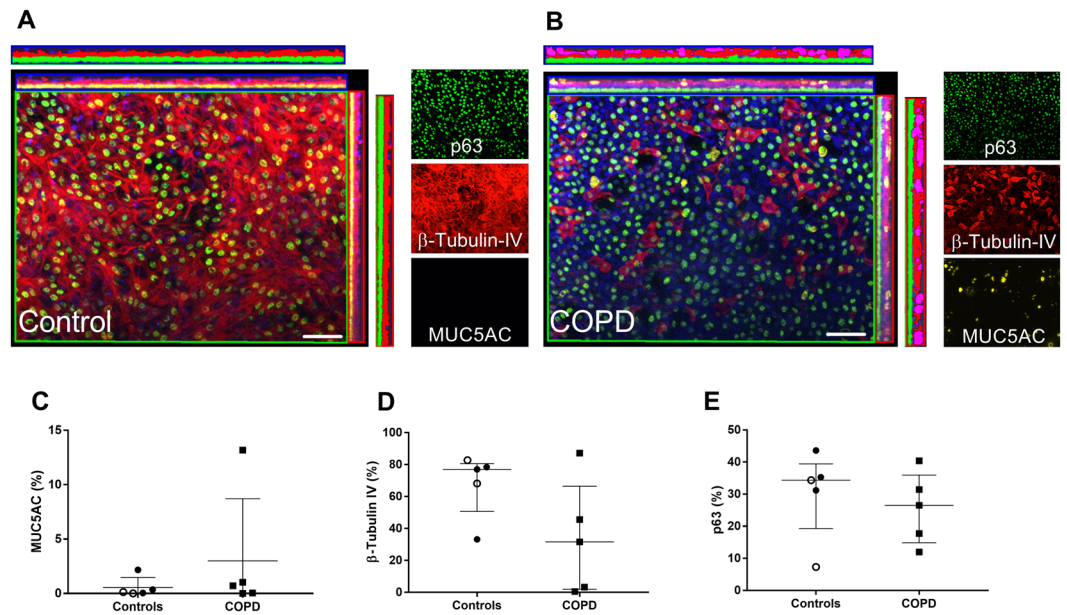 A
B
p63
β-Tubulin-IV
MUC5AC
Control
p63
β-Tubulin-IV
MUC5AC
COPD
C
MUC5AC (%)
15
10
5
0
Controls
COPD
D
β-Tubulin IV (%)
100
80
60
40
20
0
Controls
COPD
E
p63 (%)
50
40
30
20
10
0
Controls
COPD